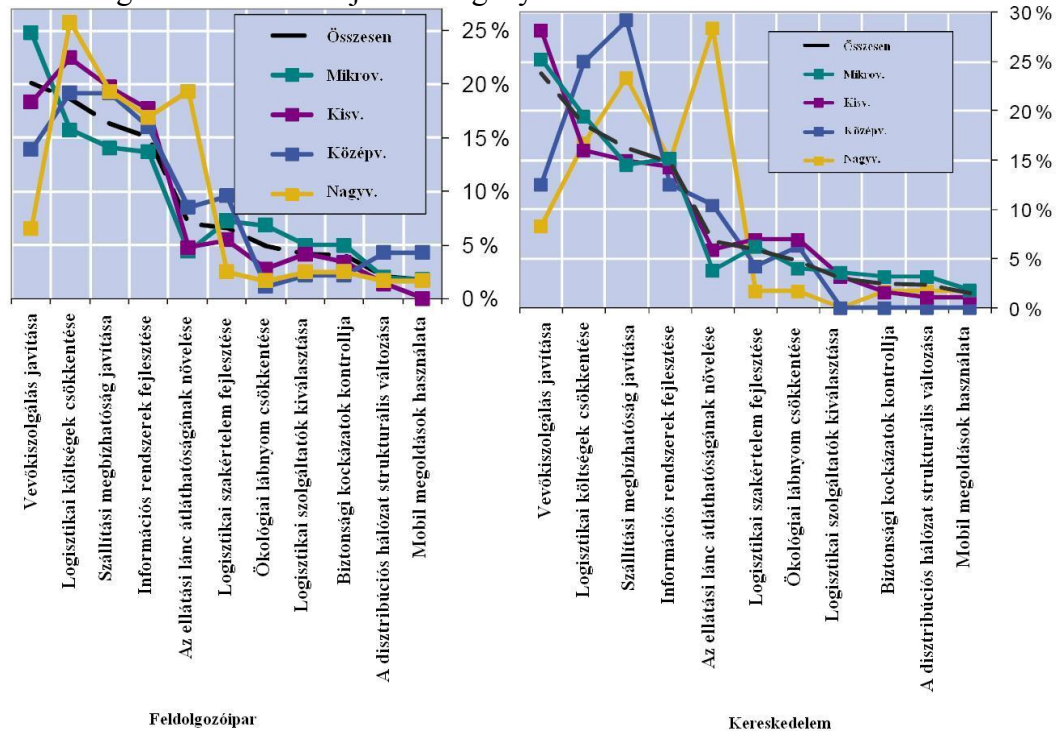 Összesen
Mikrov.
Kisv.
Középv.
Nagyv.
25 %
20 %
15 %
10 %
5 %
0 %
Vevőkiszolgálás javítása
Logisztikai költségek csökkentése
Szállítási megbízhatóság javítása
Információs rendszerek fejlesztése
Az ellátási lánc átláthatóságának növelése
Logisztikai szakértelem fejlesztése
Ökológiai lábnyom csökkentése
Logisztikai szolgáltatók kiválasztása
Biztonsági kockázatok kontrollja
A disztribúciós hálózat strukturális változása
Mobil megoldások használata
Feldolgozóipar
Összesen
Mikrov.
Kisv.
Középv.
Nagyv.
30 %
25 %
20 %
15 %
10 %
5 %
0 %
Vevőkiszolgálás javítása
Logisztikai költségek csökkentése
Szállítási megbízhatóság javítása
Információs rendszerek fejlesztése
Az ellátási lánc átláthatóságának növelése
Logisztikai szakértelem fejlesztése
Ökológiai lábnyom csökkentése
Logisztikai szolgáltatók kiválasztása
Biztonsági kockázatok kontrollja
A disztribúciós hálózat strukturális változása
Mobil megoldások használata
Kereskedelem